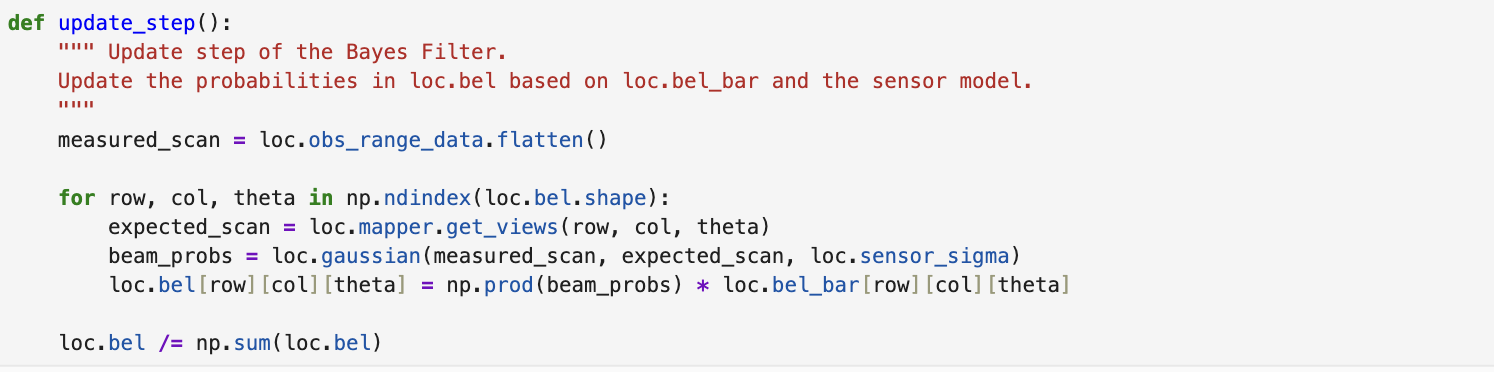 def update_step():
    """ Update step of the Bayes Filter.
    Update the probabilities in loc.bel based on loc.bel_bar and the sensor model.
    """
    measured_scan = loc.obs_range_data.flatten()

    for row, col, theta in np.ndindex(loc.bel.shape):
        expected_scan = loc.mapper.get_views(row, col, theta)
        beam_probs = loc.gaussian(measured_scan, expected_scan, loc.sensor_sigma)
        loc.bel[row][col][theta] = np.prod(beam_probs) * loc.bel_bar[row][col][theta]

    loc.bel /= np.sum(loc.bel)